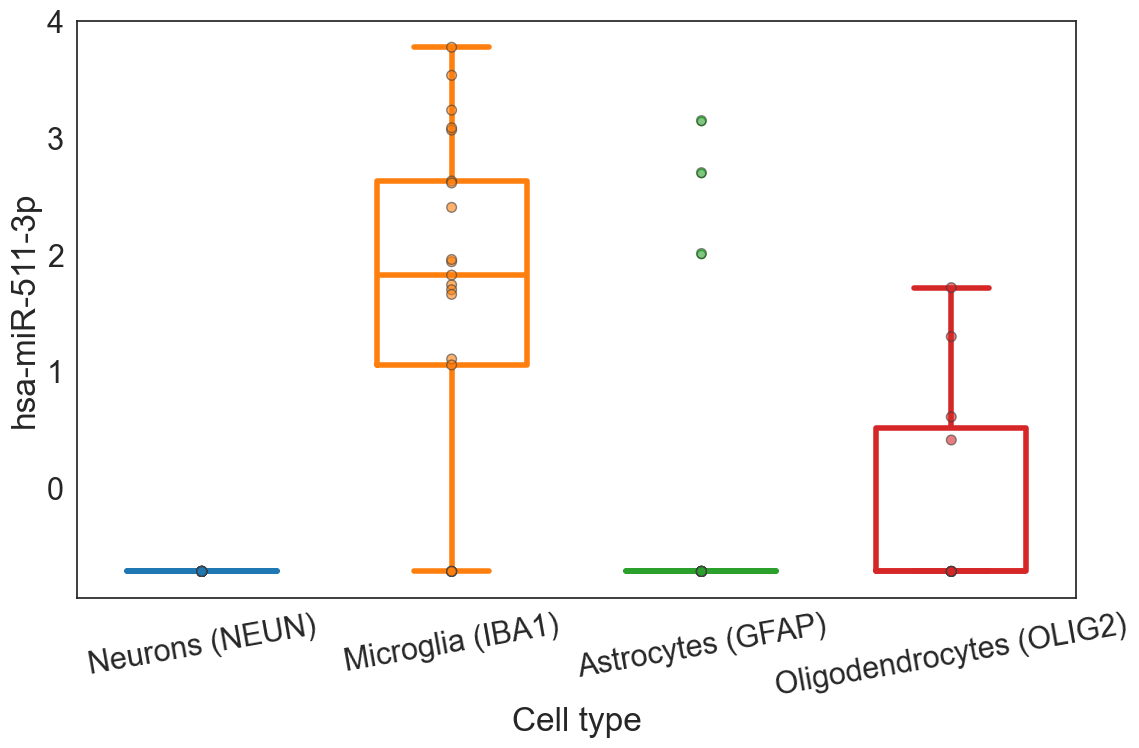 hsa-miR-511-3p
4
3
2
1
0
Neurons (NEUN)
Microglia (IBA1)
Astrocytes (GFAP)
Oligodendrocytes (OLIG2)
Cell type